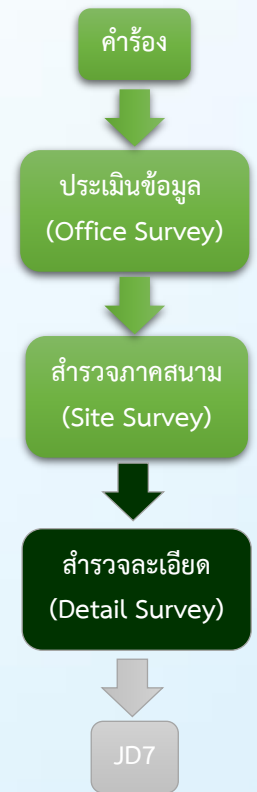 คำร้อง
ประเมินข้อมูล
(Office Survey)
สำรวจภาคสนาม
(Site Survey)
สำรวจละเอียด
(Detail Survey)
JD7